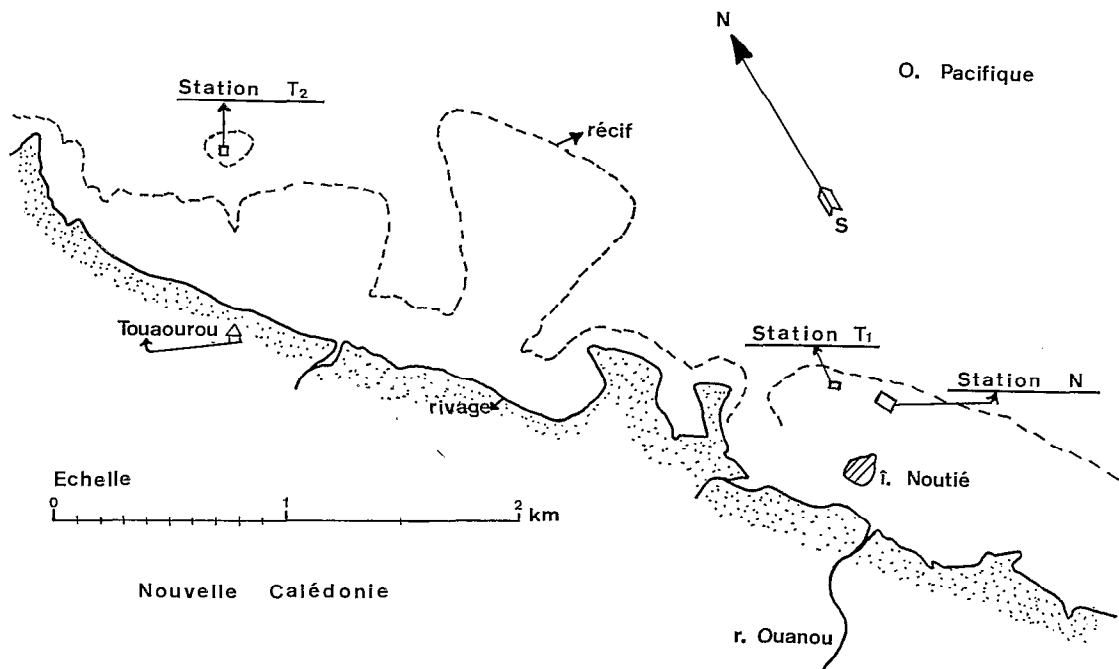 N
O. Pacifique
Station T2
récif
S
Touaourou
Station T1
Station N
rivage
Echelle
î. Noutié
0 1 2 km
Nouvelle Calédonie
r. Ouanou